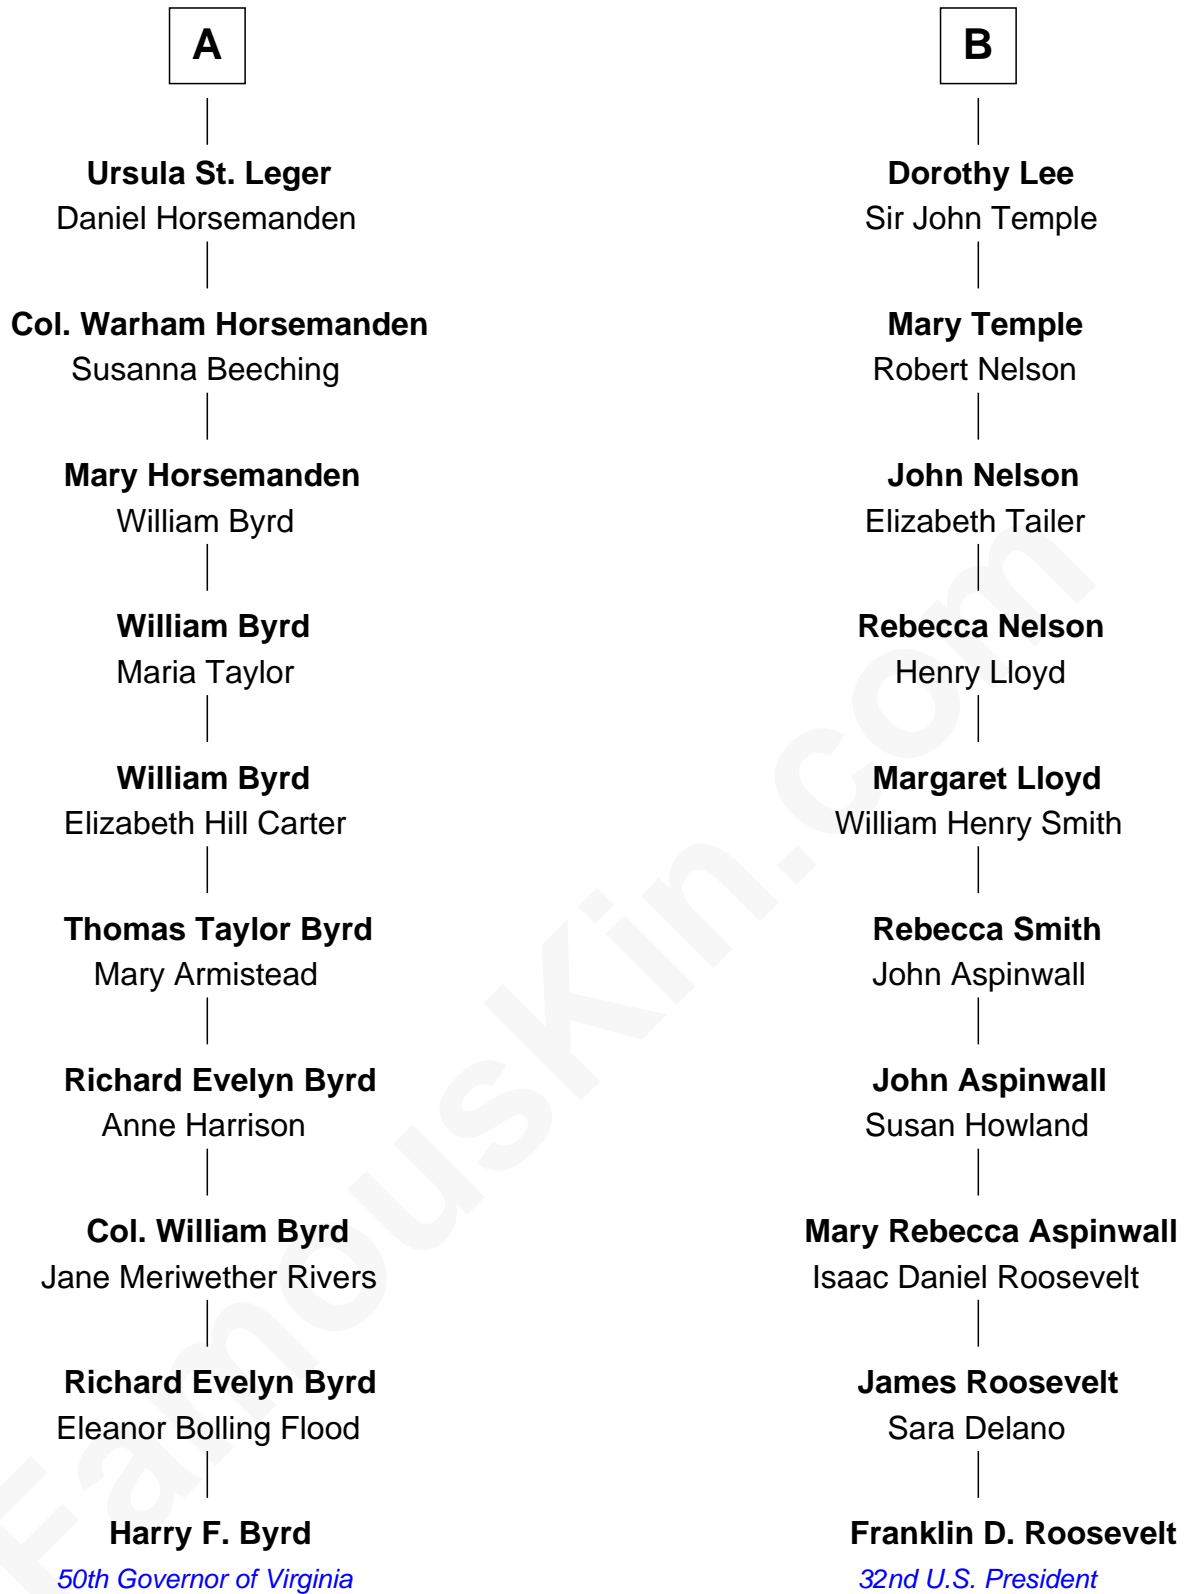 A
Ursula St. Leger
Daniel Horsemanden
Col. Warham Horsemanden
Susanna Beeching
Mary Horsemanden
William Byrd
William Byrd
Maria Taylor
William Byrd
Elizabeth Hill Carter
Thomas Taylor Byrd
Mary Armistead
Richard Evelyn Byrd
Anne Harrison
Col. William Byrd
Jane Meriwether Rivers
Richard Evelyn Byrd
Eleanor Bolling Flood
Harry F. Byrd
50th Governor of Virginia
B
Dorothy Lee
Sir John Temple
Mary Temple
Robert Nelson
John Nelson
Elizabeth Tailer
Rebecca Nelson
Henry Lloyd
Margaret Lloyd
William Henry Smith
Rebecca Smith
John Aspinwall
John Aspinwall
Susan Howland
Mary Rebecca Aspinwall
Isaac Daniel Roosevelt
James Roosevelt
Sara Delano
Franklin D. Roosevelt
32nd U.S. President
FamousKin.com